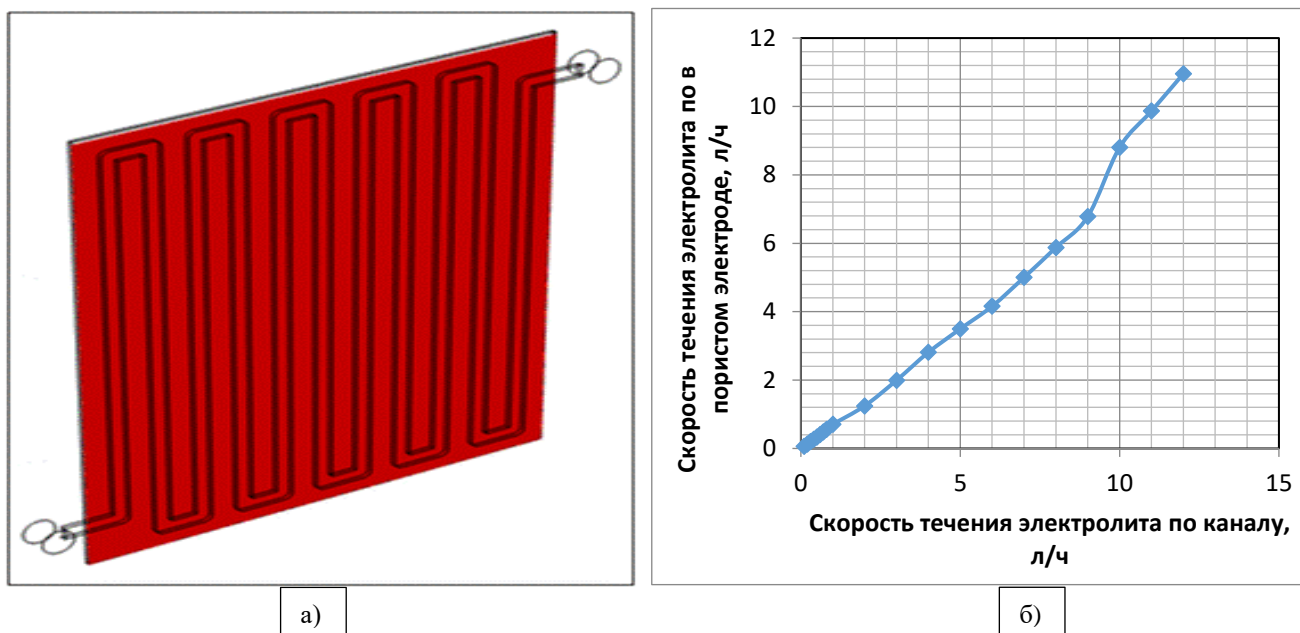 12
10
8
6
4
2
0
0
5
10
15
Скорость течения электролита по в
пористом электроде, л/ч
Скорость течения электролита по каналу,
л/ч
а)
б)